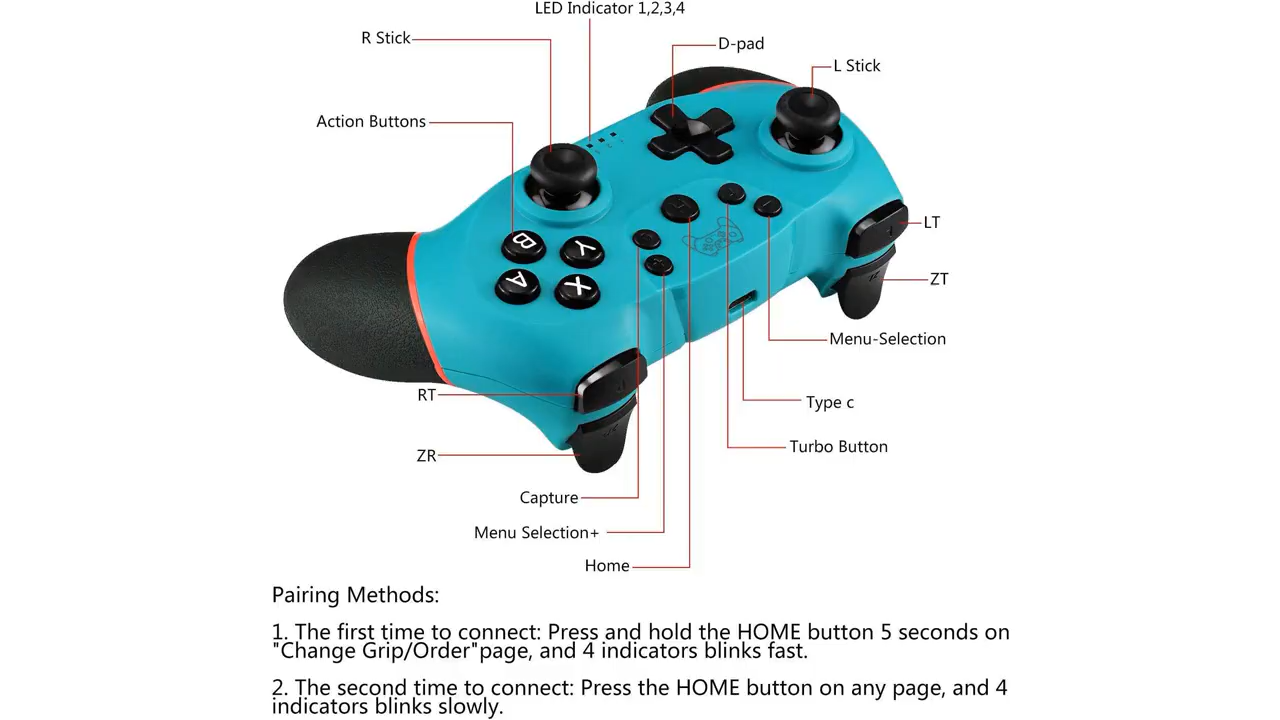 LED Indicator 1,2,3,4
R Stick
D-pad
L Stick
Action Buttons
B
Y
A
X
LT
ZT
Menu-Selection
RT
Type c
Turbo Button
ZR
Capture
Menu Selection+
Home
Pairing Methods:
1. The first time to connect: Press and hold the HOME button 5 seconds on
"Change Grip/Order"page, and 4 indicators blinks fast.
2. The second time to connect: Press the HOME button on any page, and 4
indicators blinks slowly.